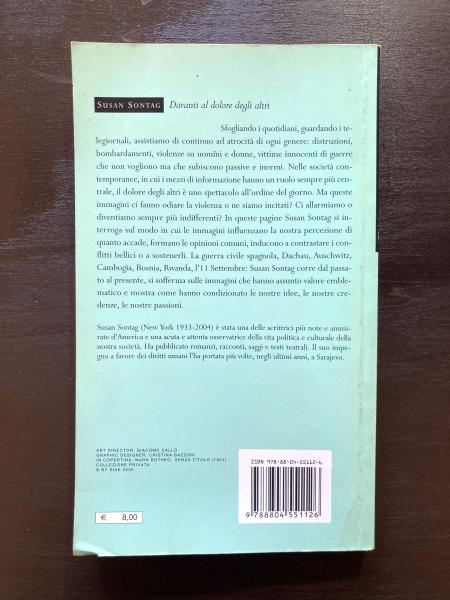 SUSAN SONTAG Davanti al dolore degli altri
Sfogliando i quotidiani, guardando i te-
legiornali, assistiamo di continuo ad atrocità di ogni genere: distruzioni,
bombardamenti, violenze su uomini e donne, vittime innocenti di guerre
che non vogliono ma che subiscono passive e inermi. Nelle società con-
temporanee, in cui i mezzi di informazione hanno un ruolo sempre più cen-
trale, il dolore degli altri è uno spettacolo all'ordine del giorno. Ma queste
immagini ci fanno odiare la violenza o ne siamo incitati? Ci allarmiamo o
diventiamo sempre più indifferenti? In queste pagine Susan Sontag si in-
terroga sul modo in cui le immagini influenzano la nostra percezione di
quanto accade, formano le opinioni comuni, inducono a contrastare i con-
flitti bellici o a sostenerli. La guerra civile spagnola, Dachau, Auschwitz,
Cambogia, Bosnia, Rwanda, l'11 Settembre: Susan Sontag corre dal passa-
to al presente, si sofferma sulle immagini che hanno assunto valore emble-
matico e mostra come hanno condizionato le nostre idee, le nostre cre-
denze, le nostre passioni.
Susan Sontag (New York 1933-2004) è stata una delle scrittrici più note e ammi-
rate d'America e una acuta e attenta osservatrice della vita politica e culturale della
nostra società. Ha pubblicato romanzi, racconti, saggi e testi teatrali. Il suo impe-
gno a favore dei diritti umani l'ha portata più volte, negli ultimi anni, a Sarajevo.
ART DIRECTOR: GIACOMO CALLO
GRAPHIC DESIGNER: CRISTINA BAZZONI
IN COPERTINA: MARK ROTHKO, SENZA TITOLO (1954)
COLLEZIONE PRIVATA
© BY SIAE 2006
€ 8,00
ISBN 978-88-04-55112-6
9 788804 551126